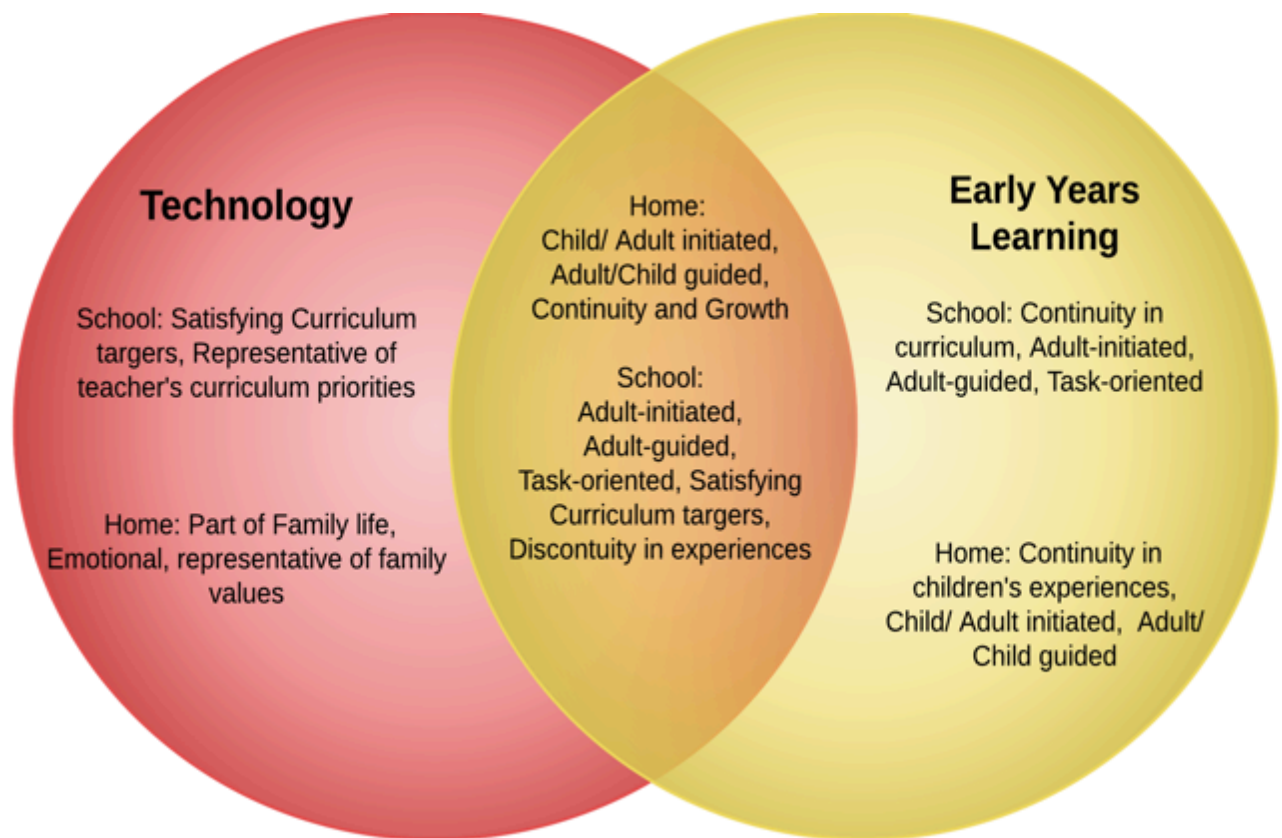 Technology
School: Satisfying Curriculum
targers, Representative of
teacher's curriculum priorities
Home: Part of Family life,
Emotional, representative of family
values
Home:
Child/ Adult initiated,
Adult/Child guided,
Continuity and Growth
School:
Adult-initiated,
Adult-guided,
Task-oriented, Satisfying
Curriculum targers,
Discontuity in experiences
Early Years
Learning
School: Continuity in
curriculum, Adult-initiated,
Adult-guided, Task-oriented
Home: Continuity in
children's experiences,
Child/ Adult initiated,  Adult/
Child guided